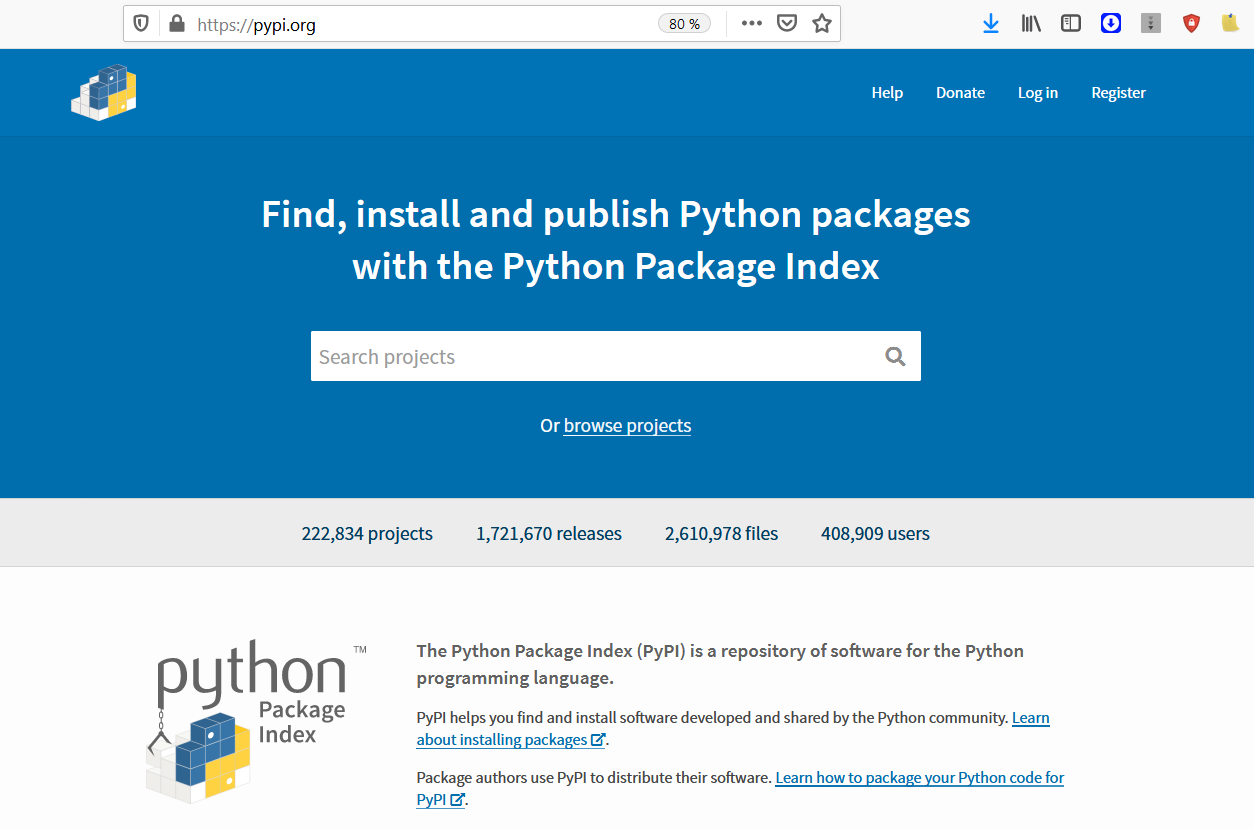 https://pypi.org 80 %
Help Donate Log in Register
Find, install and publish Python packages
with the Python Package Index
Search projects
Or browse projects
222,834 projects 1,721,670 releases 2,610,978 files 408,909 users
python TM
Package
Index
The Python Package Index (PyPI) is a repository of software for the Python
programming language.
PyPI helps you find and install software developed and shared by the Python community. Learn
about installing packages.
Package authors use PyPI to distribute their software. Learn how to package your Python code for
PyPI.